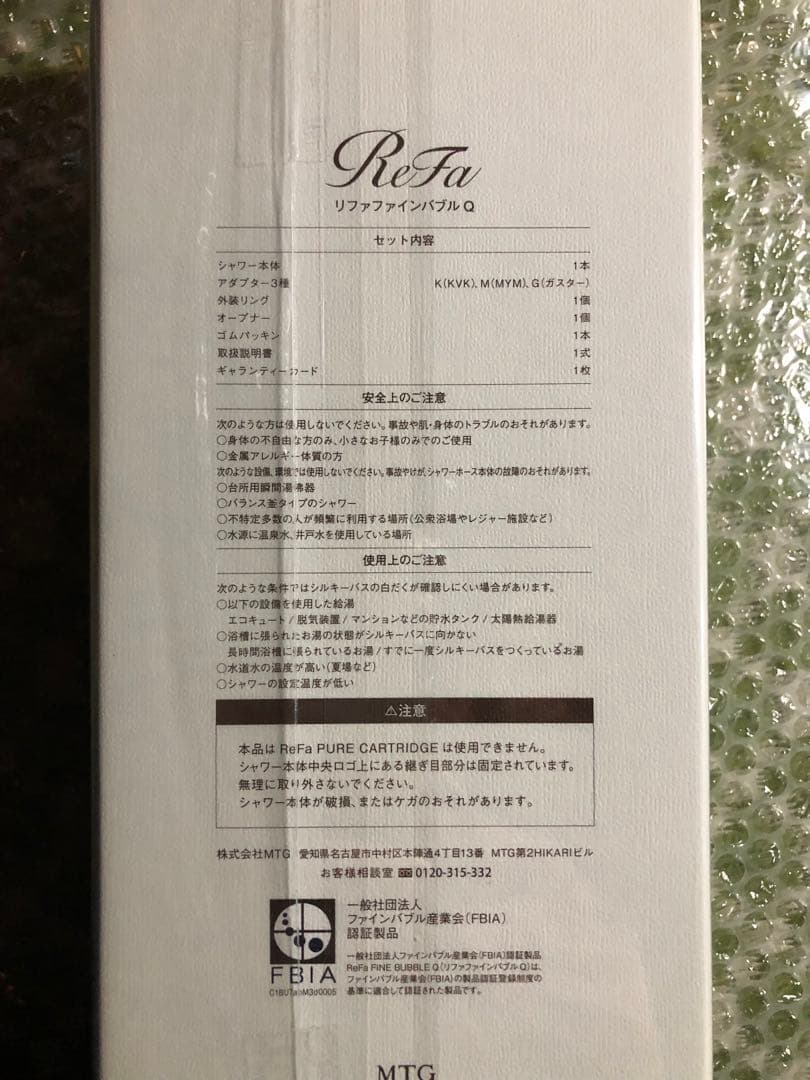 ReFa
リファファインバブル Q
セット内容
シャワー本体 1本
アダプター3種 K(KVK)、M(MYM)、G(ガスター)
外装リング 1個
オープナー 1個
ゴムパッキン 1本
取扱説明書 1式
ギャランティーカード 1枚
安全上のご注意
次のような方は使用しないでください。事故や肌・身体のトラブルのおそれがあります。
○身体の不自由な方のみ、小さなお子様のみでのご使用
○金属アレルギー体質の方
次のような設備、環境では使用しないでください。事故やけが、シャワーホース本体の故障のおそれがあります。
○台所用瞬間湯沸器
○バランス釜タイプのシャワー
○不特定多数の人が頻繁に利用する場所(公衆浴場やレジャー施設など)
○水源に温泉水、井戸水を使用している場所
使用上のご注意
次のような条件ではシルキーバスの白だくが確認しにくい場合があります。
○以下の設備を使用した給湯
エコキュート/脱気装置/マンションなどの貯水タンク/太陽熱給湯器
○浴槽に張られたお湯の状態がシルキーバスに向かない
長時間浴槽に張られているお湯/すでに一度シルキーバスをつくっているお湯
○水道水の温度が高い(夏場など)
○シャワーの設定温度が低い
⚠注意
本品は ReFa PURE CARTRIDGE は使用できません。
シャワー本体中央ロゴ上にある継ぎ目部分は固定されています。
無理に取り外さないでください。
シャワー本体が破損、またはケガのおそれがあります。
株式会社MTG 愛知県名古屋市中村区本陣通4丁目13番 MTG第2HIKARIビル
お客様相談室 0120-315-332
一般社団法人
ファインバブル産業会(FBIA)
認証製品
一般社団法人ファインバブル産業会(FBIA)認証製品
ReFa FINE BUBBLE Q(リファファインバブルQ)は、
ファインバブル産業会(FBIA)の製品認証登録制度の
基準に適合して認証された製品です。
FBIA
MTG